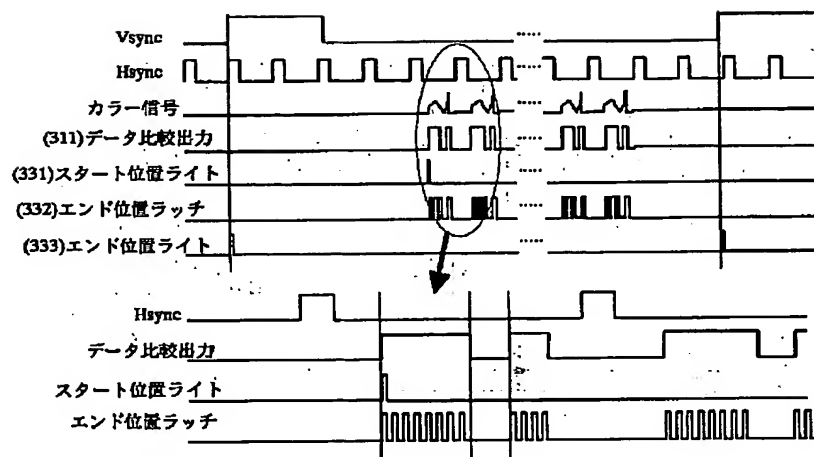 Vsync
Hsync
カラー信号
(311)データ比較出力
(331)スタート位置ライト
(332)エンド位置ラッチ
(333)エンド位置ライト
Hsync
データ比較出力
スタート位置ライト
エンド位置ラッチ